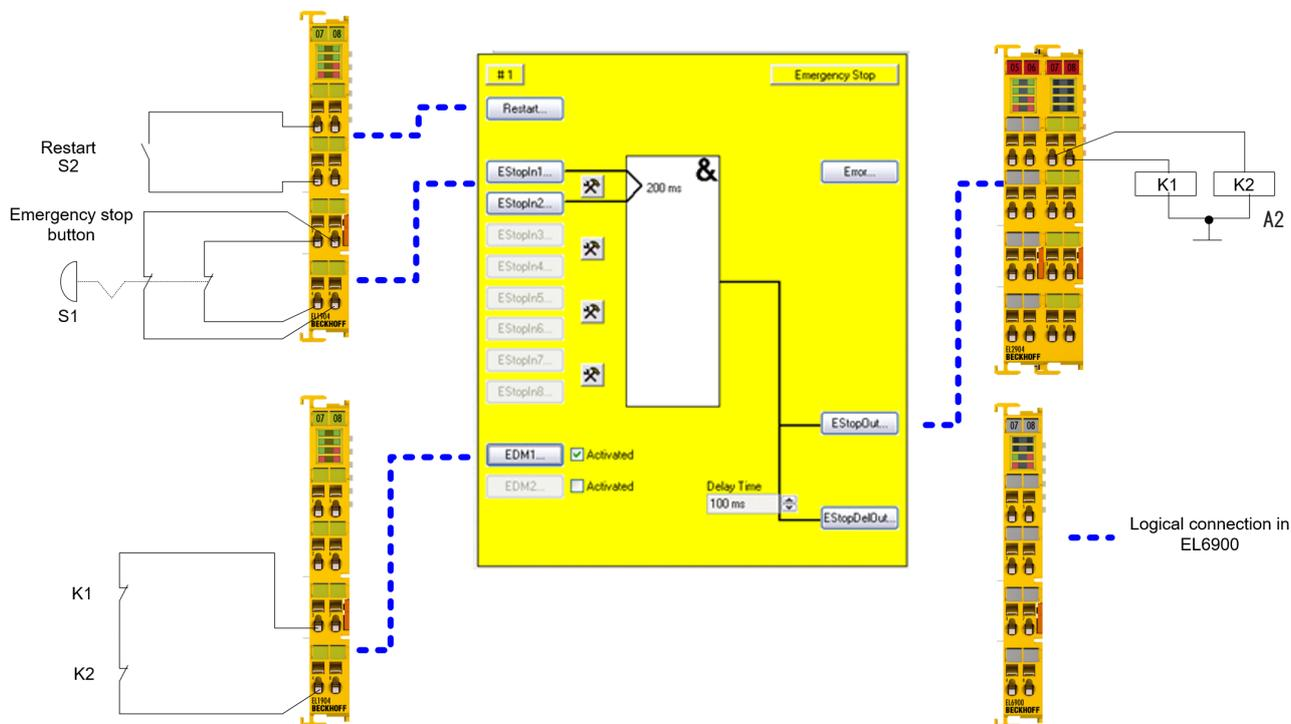 07 08
Restart
S2
Emergency stop
button
S1
EL1904
BECKHOFF
# 1
Emergency Stop
Restart...
&
EStopIn1...
200 ms
Error...
EStopIn2...
EStopIn3...
EStopIn4...
EStopIn5...
EStopIn6...
EStopIn7...
EStopIn8...
EStopOut...
EDM1...
Activated
EDM2...
Activated
Delay Time
100 ms
EStopDelOut...
05 06 07 08
K1
K2
A2
EL2904
BECKHOFF
07 08
K1
K2
EL1904
BECKHOFF
07 08
Logical connection in
EL6900
EL6900
BECKHOFF